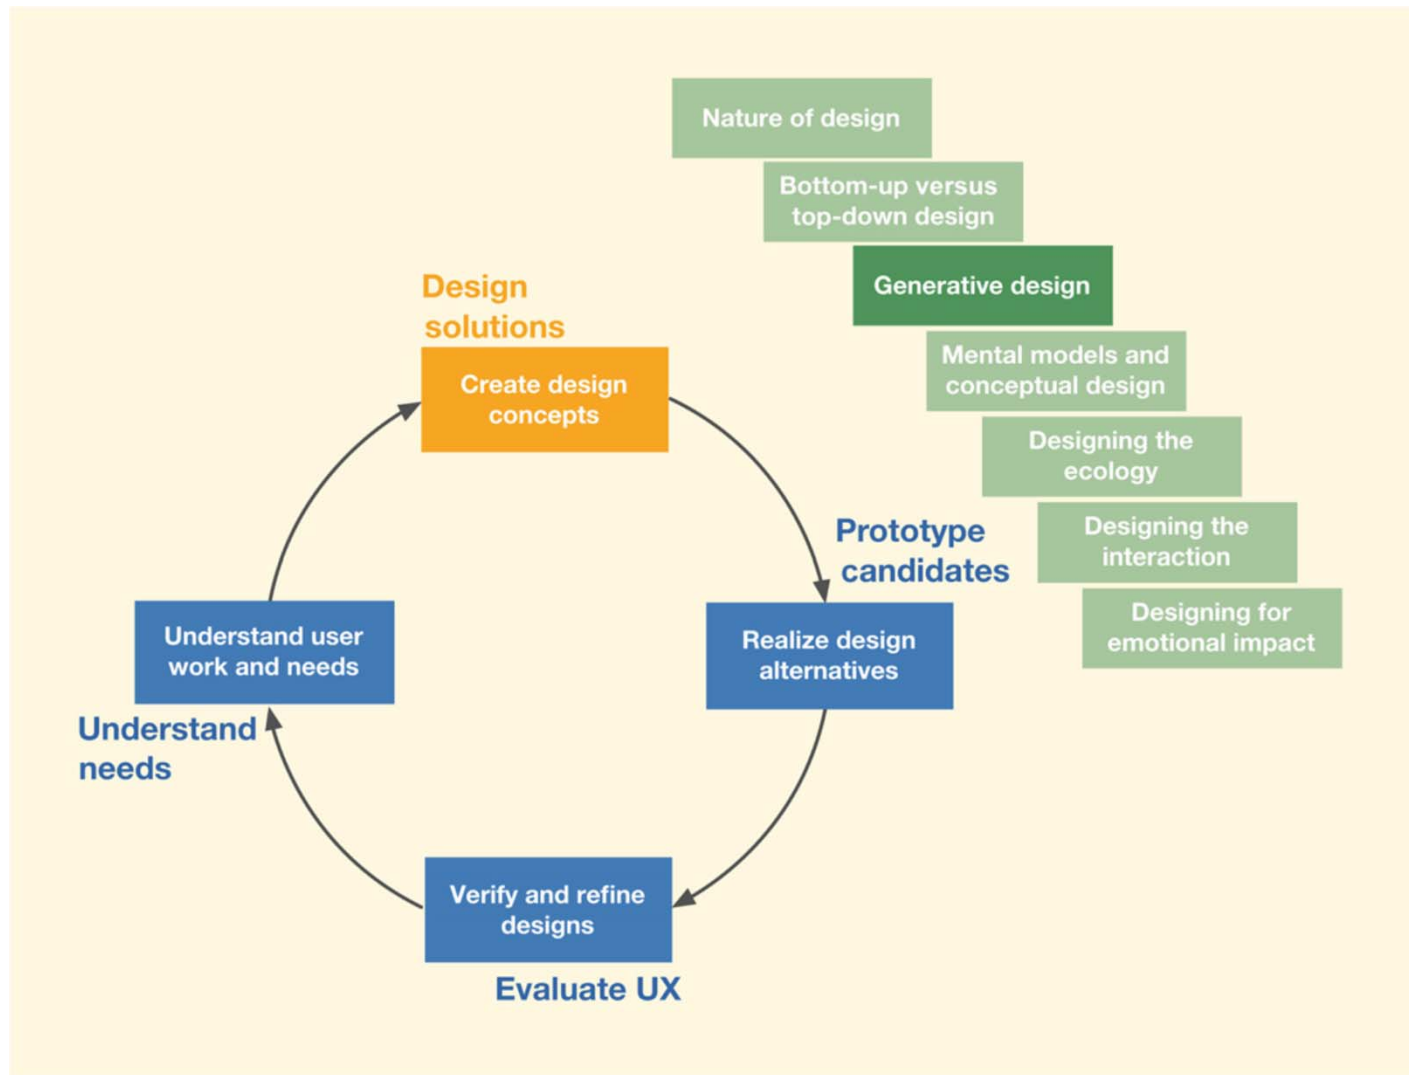 Nature of design
Bottom-up versus
top-down design
Generative design
Design
solutions
Mental models and
conceptual design
Create design
concepts
Designing the
ecology
Prototype
candidates
Designing the
interaction
Designing for
emotional impact
Understand user
work and needs
Realize design
alternatives
Understand
needs
Verify and refine
designs
Evaluate UX